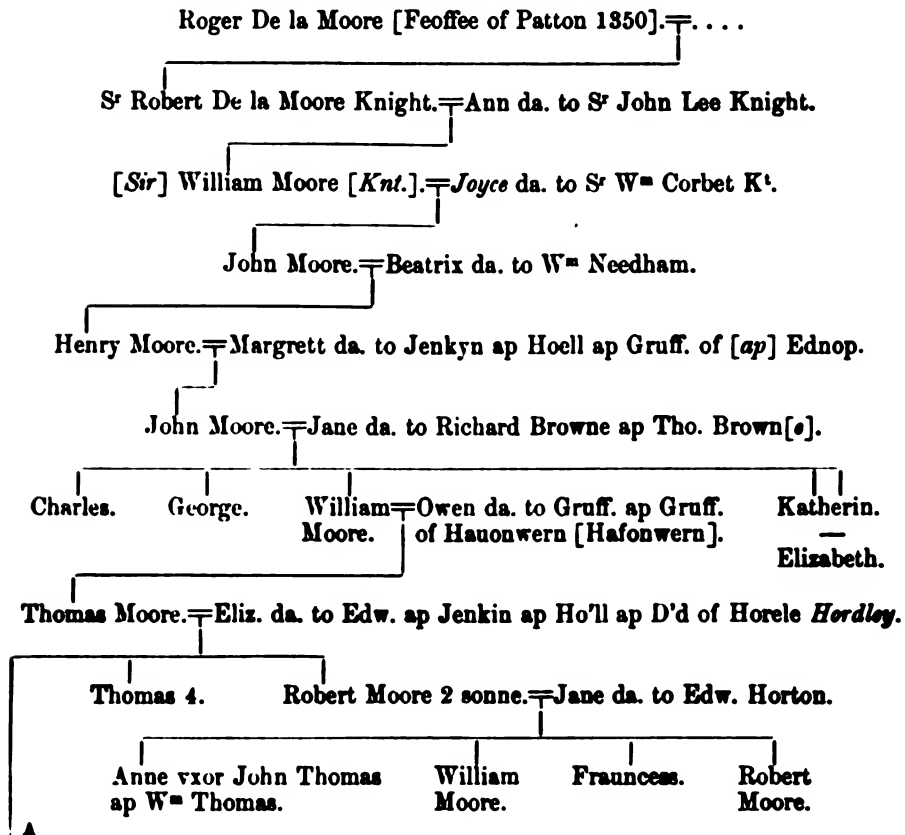 Roger De la Moore [Feoffee of Patton 1350].=. . . .
Sr Robert De la Moore Knight.=Ann da. to Sr John Lee Knight.
[Sir] William Moore [Knt.].=Joyce da. to Sr Wm Corbet Kt.
John Moore.=Beatrix da. to Wm Needham.
Henry Moore.=Margrett da. to Jenkyn ap Hoell ap Gruff. of [ap] Ednop.
John Moore.=Jane da. to Richard Browne ap Tho. Brown[e].
Charles. George. William=Owen da. to Gruff. ap Gruff. Katherin.
Moore. of Hauonwern [Hafonwern]. —
Elizabeth.
Thomas Moore.=Eliz. da. to Edw. ap Jenkin ap Ho'll ap D'd of Horele Hordley.
Thomas 4. Robert Moore 2 sonne.=Jane da. to Edw. Horton.
Anne vxor John Thomas William Fraunces. Robert
ap Wm Thomas. Moore. Moore.
A